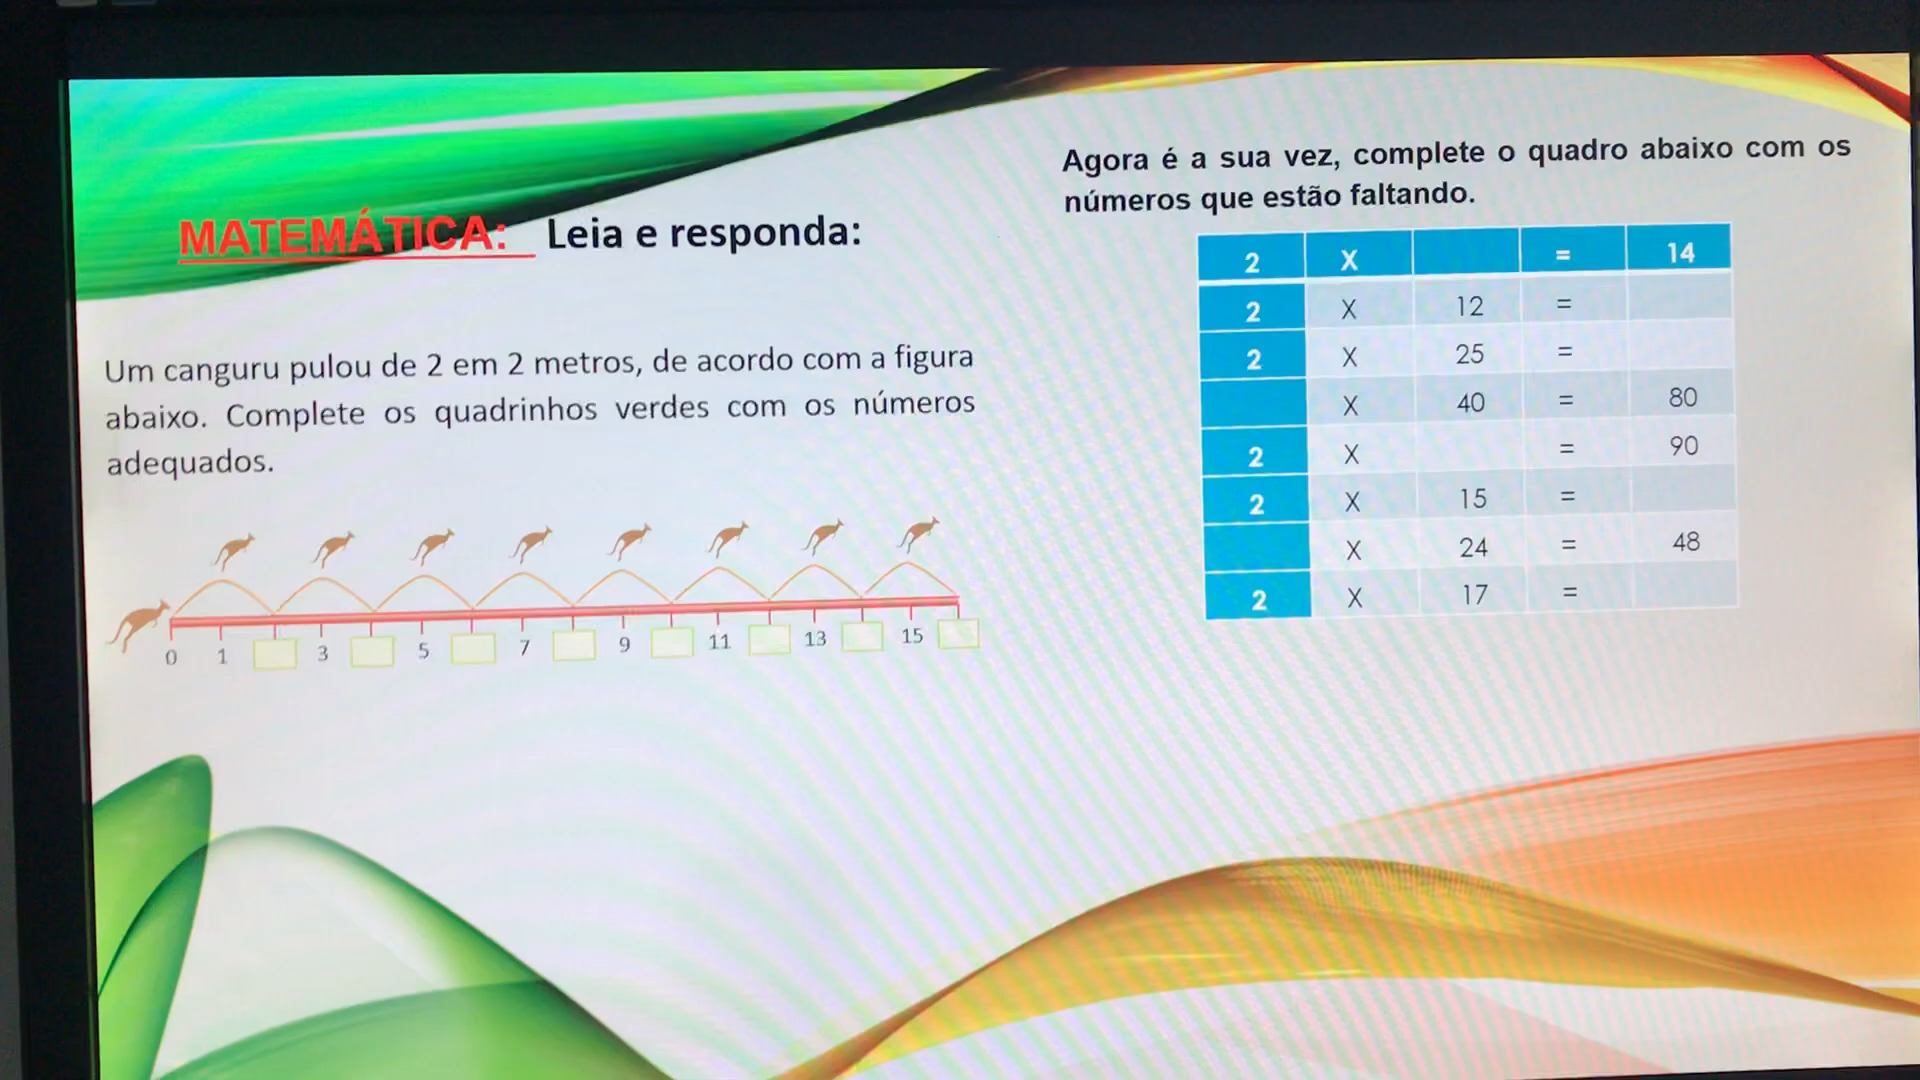 MATEMÁTICA: Leia e responda:
Um canguru pulou de 2 em 2 metros, de acordo com a figura
abaixo. Complete os quadrinhos verdes com os números
adequados.
0 1 3 5 7 9 11 13 15
Agora é a sua vez, complete o quadro abaixo com os
números que estão faltando.
2 X = 14
2 X 12 =
2 X 25 =
X 40 = 80
2 X = 90
2 X 15 =
X 24 = 48
2 X 17 =